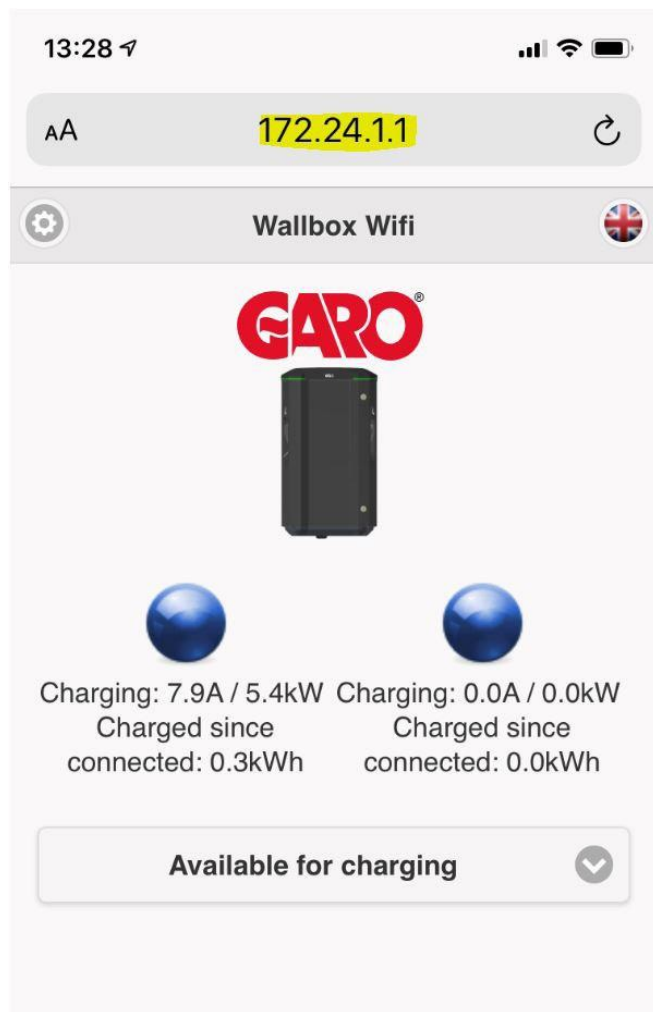 13:28
AA 172.24.1.1
Wallbox Wifi
GARO®
Charging: 7.9A / 5.4kW Charging: 0.0A / 0.0kW
Charged since Charged since
connected: 0.3kWh connected: 0.0kWh
Available for charging